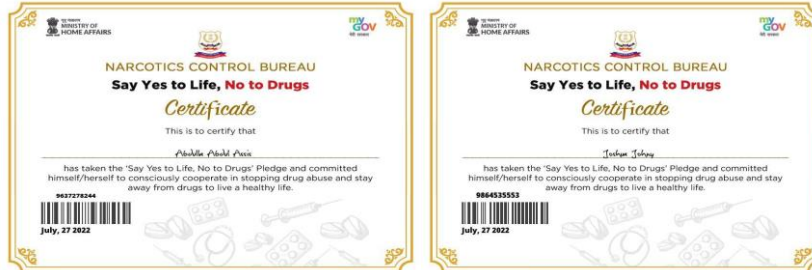 MINISTRY OF
HOME AFFAIRS
my
GOV
NARCOTICS CONTROL BUREAU
Say Yes to Life, No to Drugs
Certificate
This is to certify that
has taken the 'Say Yes to Life, No to Drugs' Pledge and committed
himself/herself to consciously cooperate in stopping drug abuse and stay
away from drugs to live a healthy life.
9637278244
July, 27 2022
MINISTRY OF
HOME AFFAIRS
my
GOV
NARCOTICS CONTROL BUREAU
Say Yes to Life, No to Drugs
Certificate
This is to certify that
has taken the 'Say Yes to Life, No to Drugs' Pledge and committed
himself/herself to consciously cooperate in stopping drug abuse and stay
away from drugs to live a healthy life.
9864535553
July, 27 2022